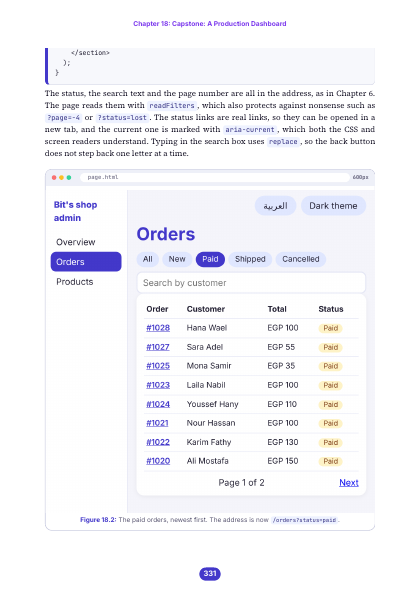 Chapter 18: Capstone: A Production Dashboard
</section>
);
}
The status, the search text and the page number are all in the address, as in Chapter 6.
The page reads them with readFilters, which also protects against nonsense such as
?page=-4 or ?status=lost. The status links are real links, so they can be opened in a
new tab, and the current one is marked with aria-current, which both the CSS and
screen readers understand. Typing in the search box uses replace, so the back button
does not step back one letter at a time.
page.html 600px
Bit's shop
admin
Overview
Orders
Products
العربية Dark theme
Orders
All New Paid Shipped Cancelled
Search by customer
Order Customer Total Status
#1028 Hana Wael EGP 100 Paid
#1027 Sara Adel EGP 55 Paid
#1025 Mona Samir EGP 35 Paid
#1023 Laila Nabil EGP 100 Paid
#1024 Youssef Hany EGP 110 Paid
#1021 Nour Hassan EGP 100 Paid
#1022 Karim Fathy EGP 130 Paid
#1020 Ali Mostafa EGP 150 Paid
Page 1 of 2 Next
Figure 18.2: The paid orders, newest first. The address is now /orders?status=paid.
331